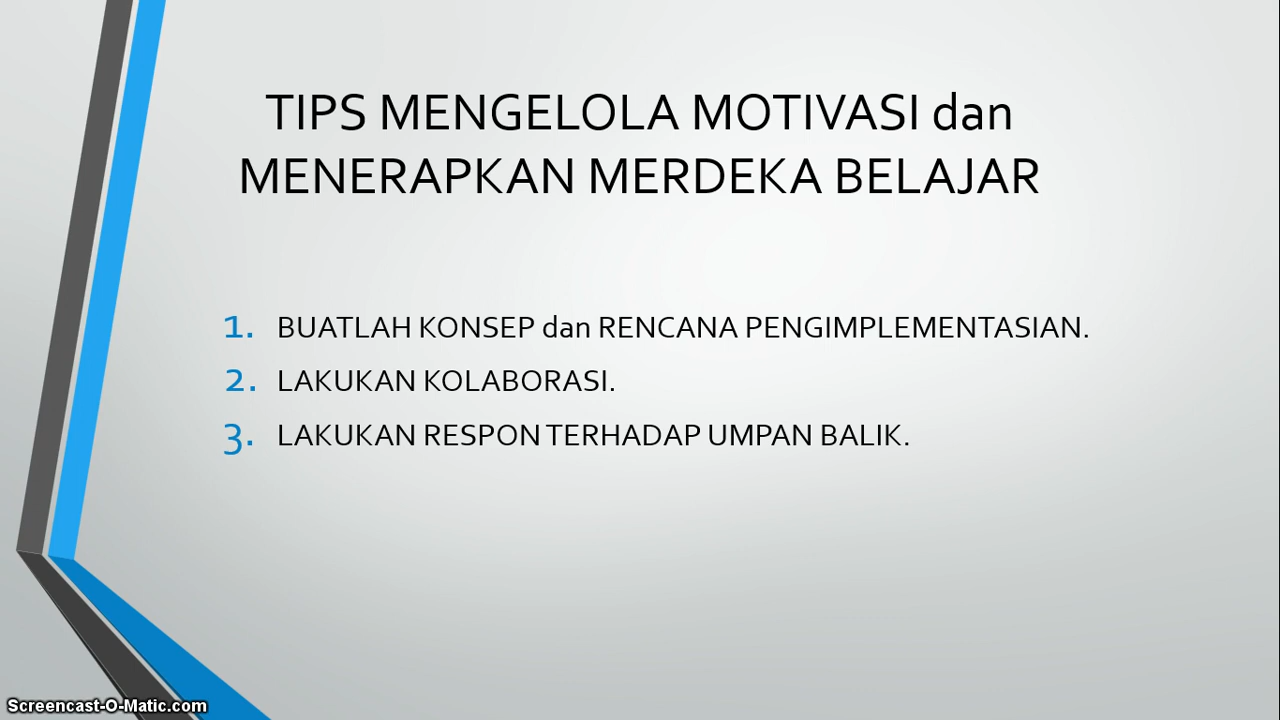 TIPS MENGELOLA MOTIVASI dan
MENERAPKAN MERDEKA BELAJAR
1. BUATLAH KONSEP dan RENCANA PENGIMPLEMENTASIAN.
2. LAKUKAN KOLABORASI.
3. LAKUKAN RESPON TERHADAP UMPAN BALIK.
Screencast-O-Matic.com